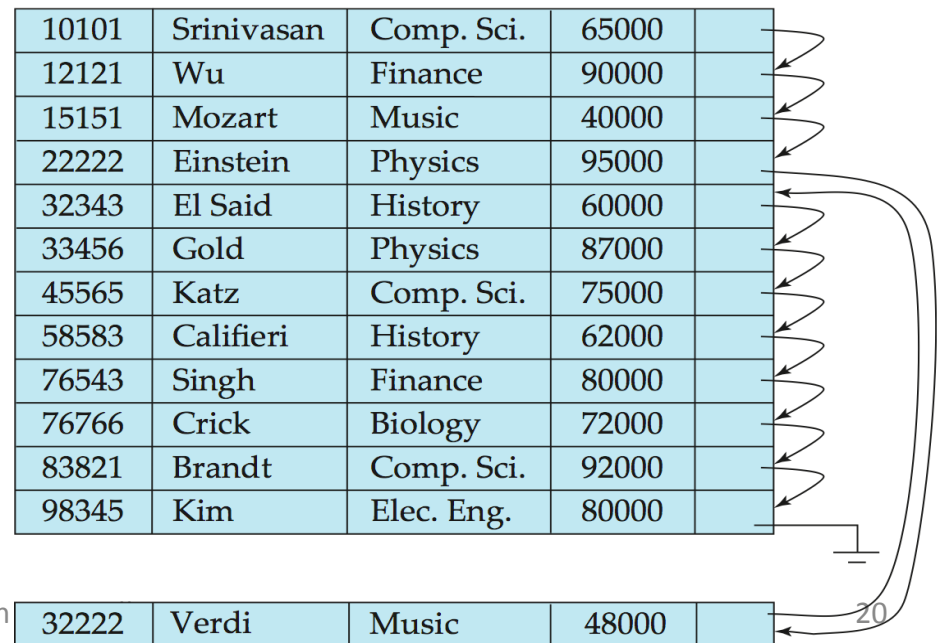 10101 Srinivasan Comp. Sci. 65000
12121 Wu Finance 90000
15151 Mozart Music 40000
22222 Einstein Physics 95000
32343 El Said History 60000
33456 Gold Physics 87000
45565 Katz Comp. Sci. 75000
58583 Califieri History 62000
76543 Singh Finance 80000
76766 Crick Biology 72000
83821 Brandt Comp. Sci. 92000
98345 Kim Elec. Eng. 80000
20
32222 Verdi Music 48000